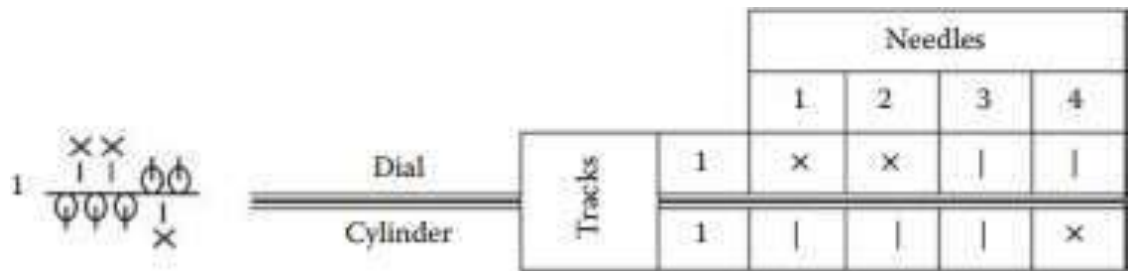 Needles
1 2 3 4
× ×
1 Dial Tracks 1 × × | |
Cylinder 1 | | | ×
×